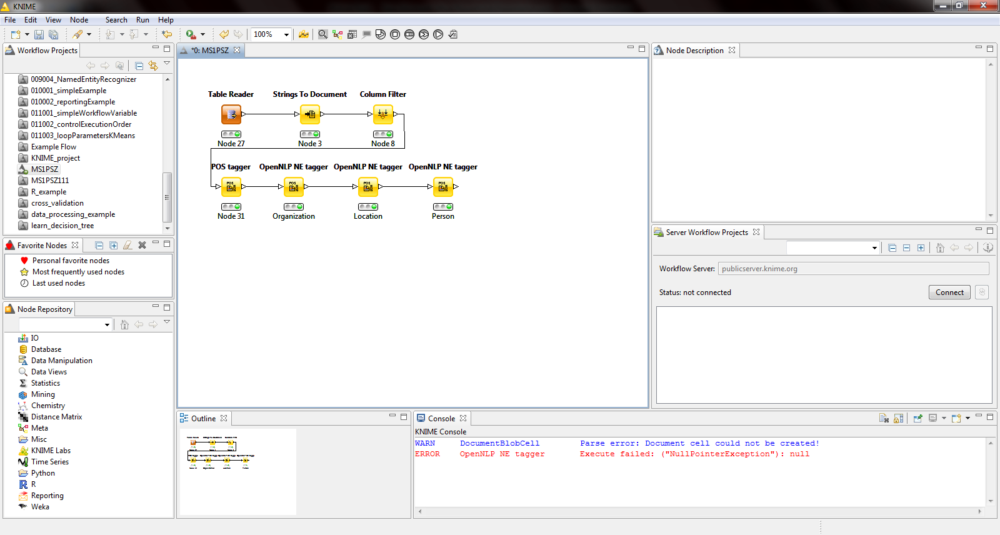 KNIME
File Edit View Node Search Run Help
100%
Workflow Projects
009004_NamedEntityRecognizer
010001_simpleExample
010002_reportingExample
011001_simpleWorkflowVariable
011002_controlExecutionOrder
011003_loopParametersKMeans
Example Flow
KNIME_project
MS1PSZ
MS1PSZ111
R_example
cross_validation
data_processing_example
learn_decision_tree
Favorite Nodes
Personal favorite nodes
Most frequently used nodes
Last used nodes
Node Repository
IO
Database
Data Manipulation
Data Views
Statistics
Mining
Chemistry
Distance Matrix
Meta
Misc
KNIME Labs
Time Series
Python
R
Reporting
Weka
*0: MS1PSZ
Table Reader Strings To Document Column Filter
Node 27 Node 3 Node 8
POS tagger OpenNLP NE tagger OpenNLP NE tagger OpenNLP NE tagger
POS POS POS POS
Node 31 Organization Location Person
Outline
Console
KNIME Console
WARN DocumentBlobCell Parse error: Document cell could not be created!
ERROR OpenNLP NE tagger Execute failed: ("NullPointerException"): null
Node Description
Server Workflow Projects
Workflow Server: publicserver.knime.org
Status: not connected Connect